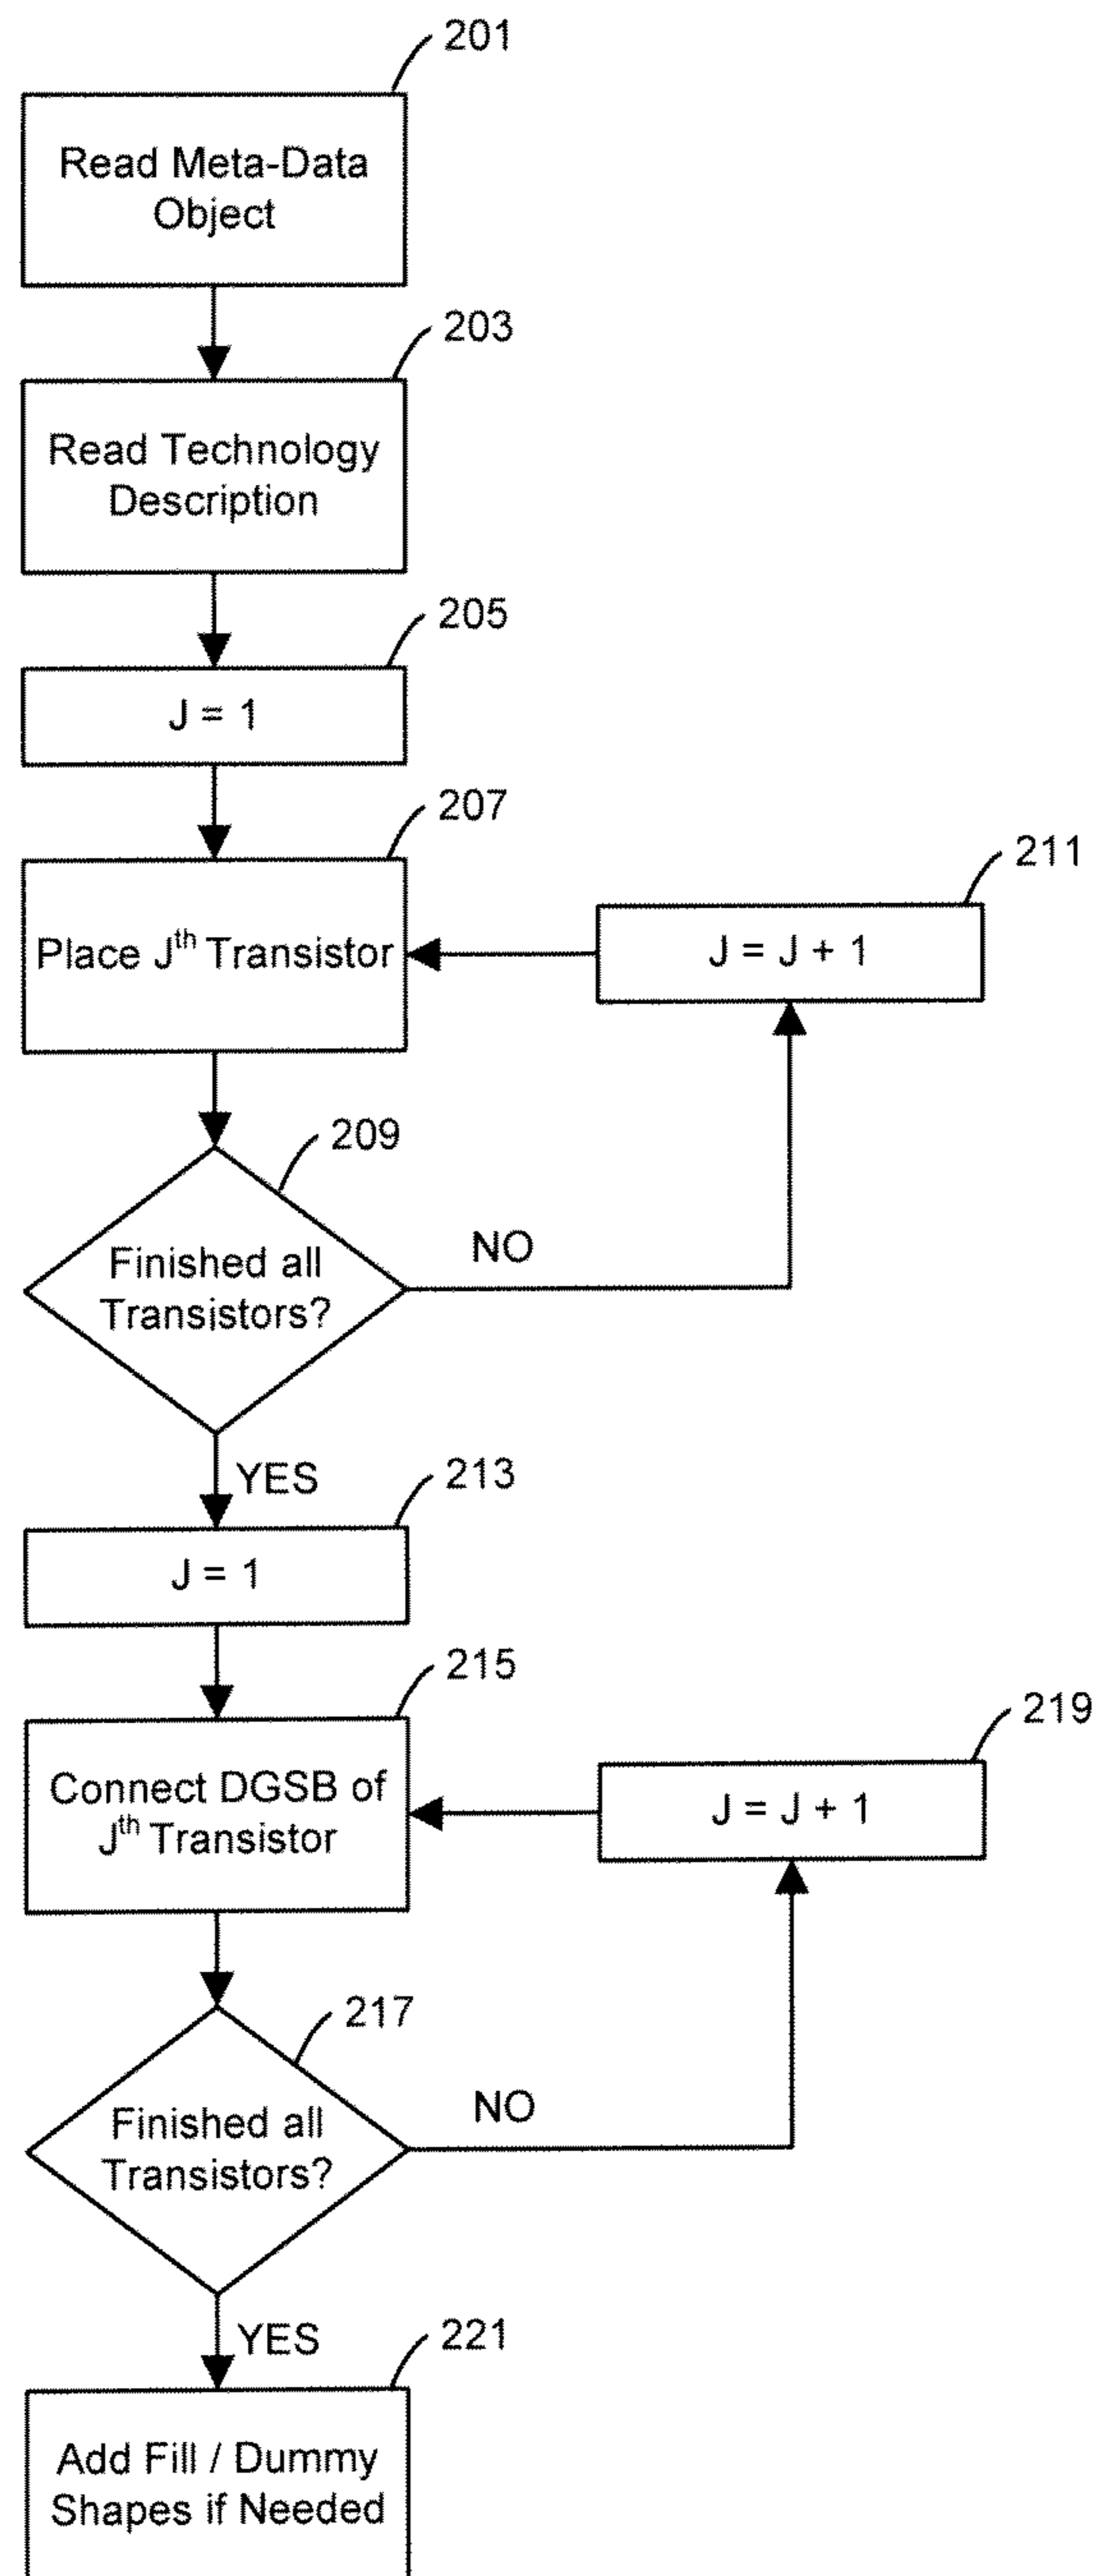 201
Read Meta-Data
Object
203
Read Technology
Description
205
J = 1
207
Place Jth Transistor
211
J = J + 1
209
Finished all
Transistors?
NO
YES
213
J = 1
215
Connect DGSB of
Jth Transistor
219
J = J + 1
217
Finished all
Transistors?
NO
YES
221
Add Fill / Dummy
Shapes if Needed